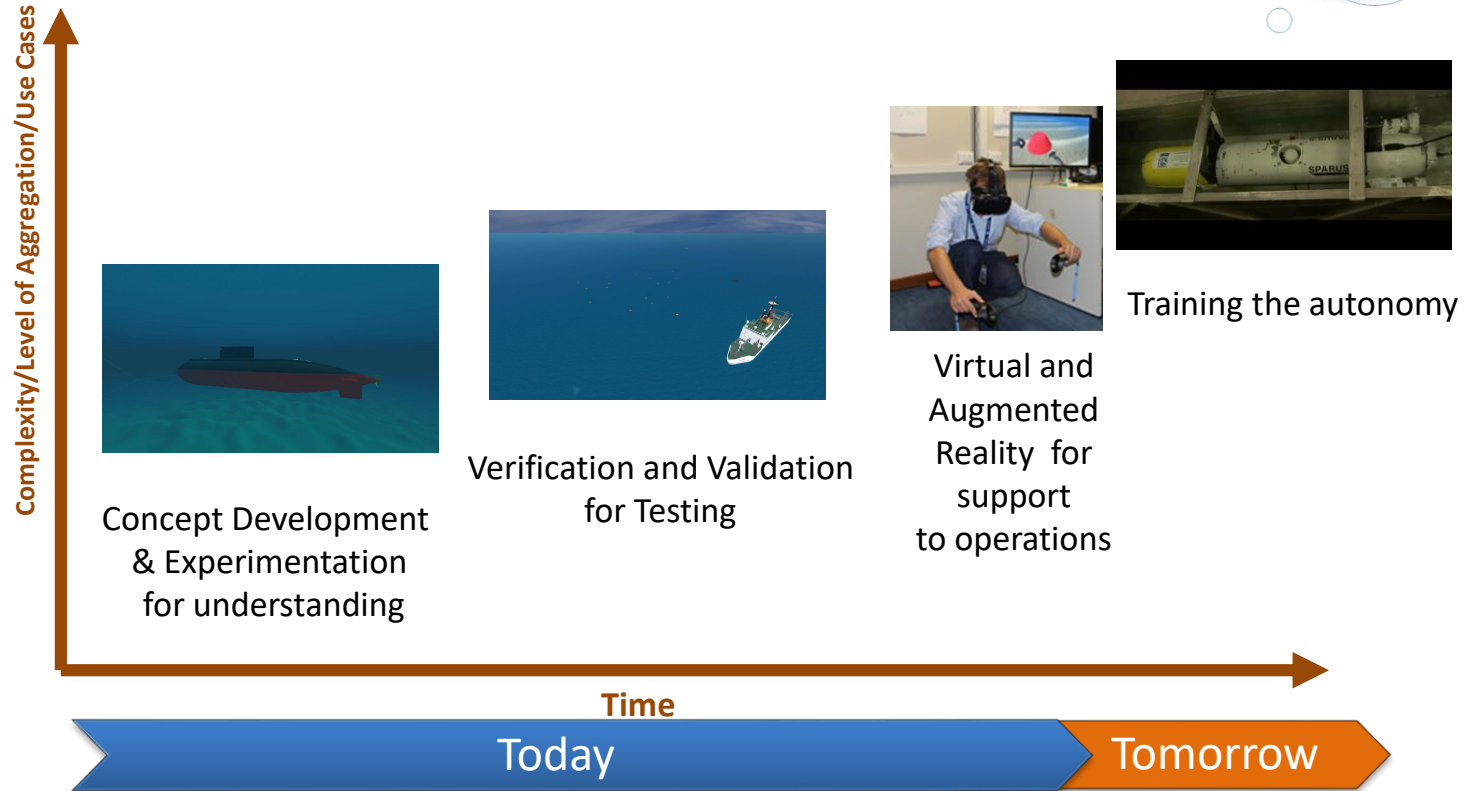 Complexity/Level of Aggregation/Use Cases
SPARUS
Training the autonomy
Virtual and
Augmented
Reality for
support
to operations
Verification and Validation
for Testing
Concept Development
& Experimentation
for understanding
Time
Today
Tomorrow